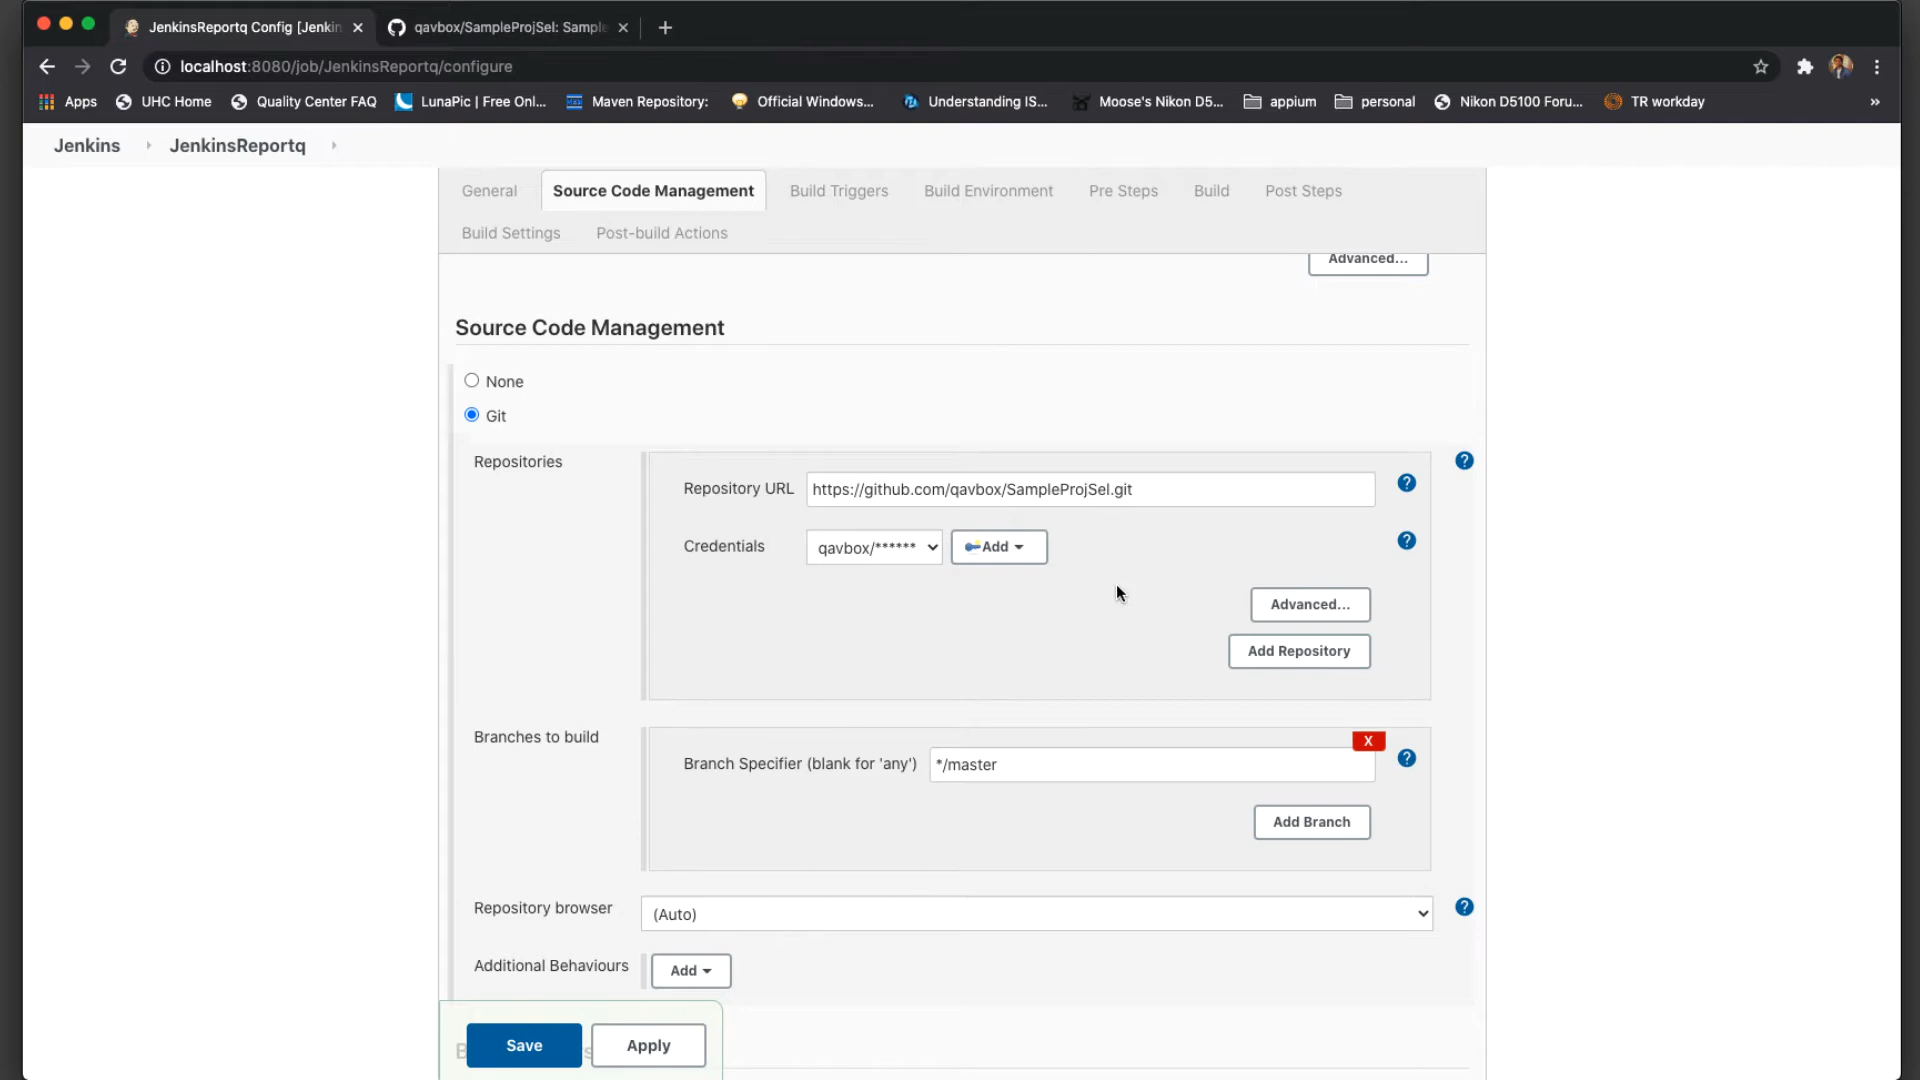 JenkinsReportq Config [Jenkin
qavbox/SampleProjSel: Sample
localhost:8080/job/JenkinsReportq/configure
Apps UHC Home Quality Center FAQ LunaPic | Free Onl... Maven Repository: Official Windows... Understanding IS... Moose's Nikon D5... appium personal Nikon D5100 Foru... TR workday »
Jenkins JenkinsReportq
General Source Code Management Build Triggers Build Environment Pre Steps Build Post Steps
Build Settings Post-build Actions
Advanced...
Source Code Management
None
Git
Repositories
Repository URL https://github.com/qavbox/SampleProjSel.git
Credentials qavbox/****** Add
Advanced...
Add Repository
Branches to build
X
Branch Specifier (blank for 'any') */master
Add Branch
Repository browser (Auto)
Additional Behaviours Add
Save Apply